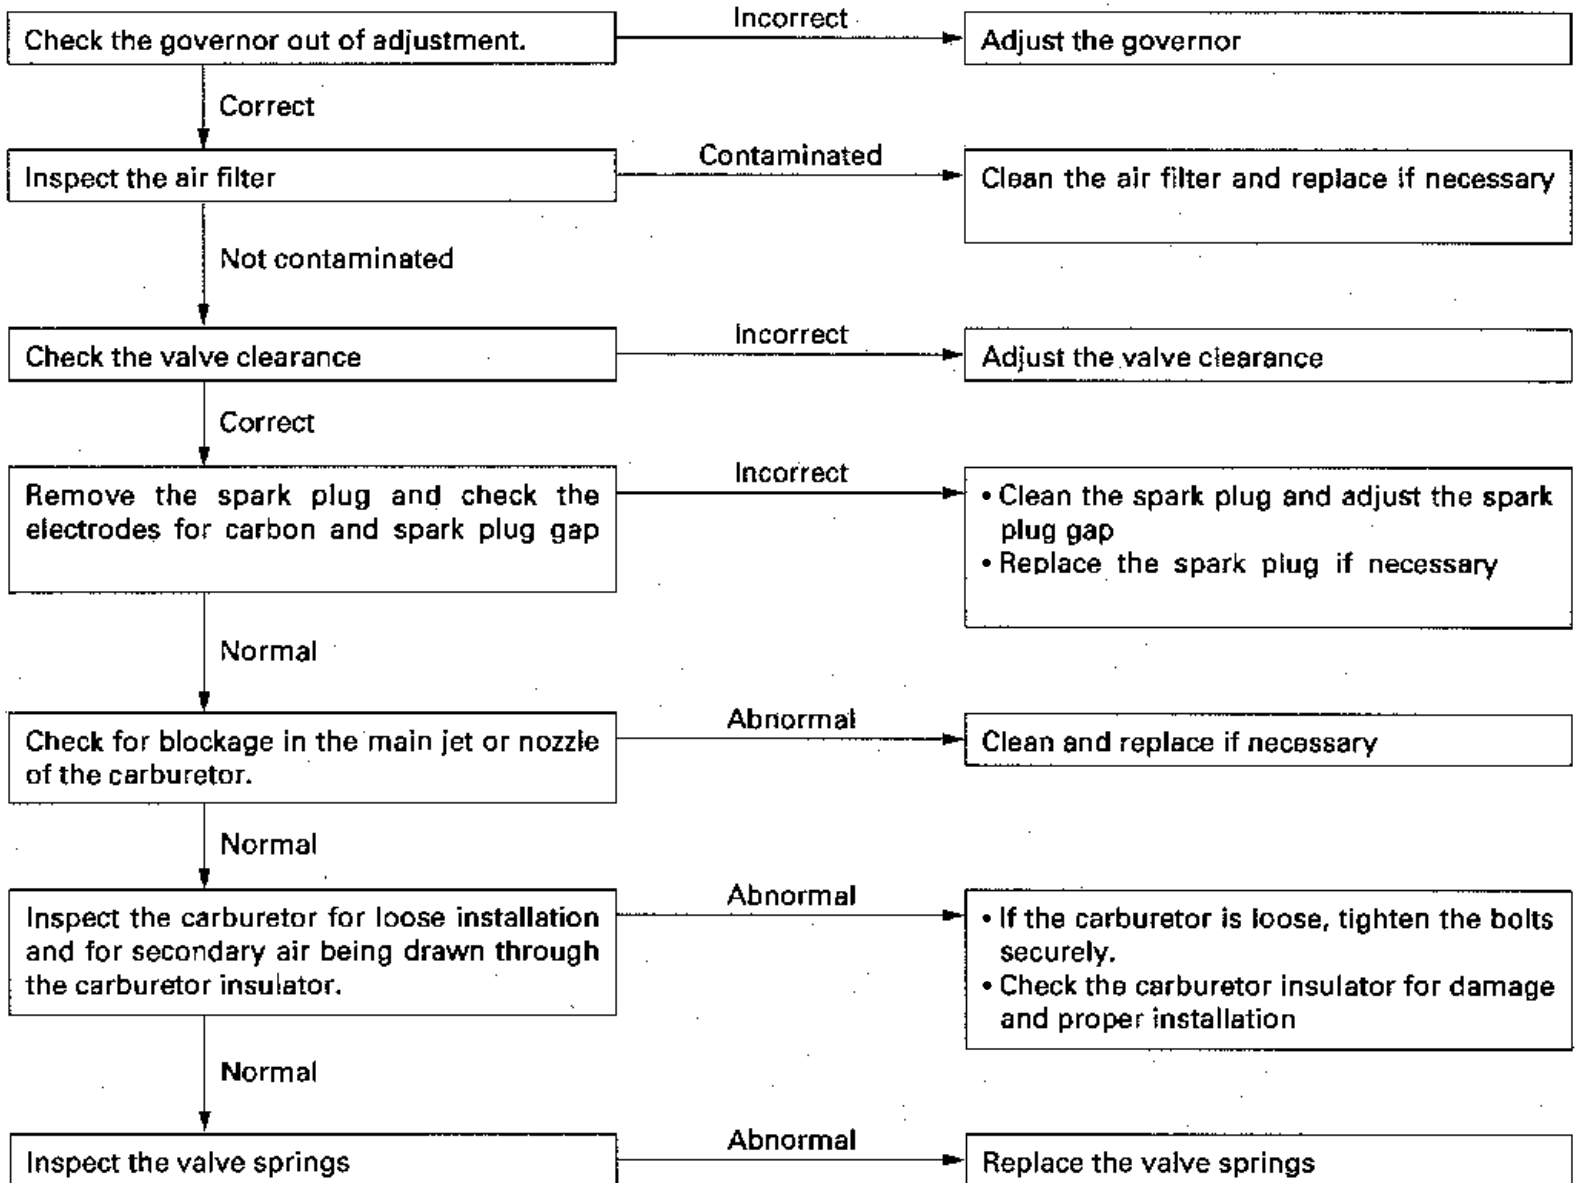 Check the governor out of adjustment.
Incorrect
Adjust the governor
Correct
Inspect the air filter
Contaminated
Clean the air filter and replace if necessary
Not contaminated
Check the valve clearance
Incorrect
Adjust the valve clearance
Correct
Remove the spark plug and check the
electrodes for carbon and spark plug gap
Incorrect
• Clean the spark plug and adjust the spark
plug gap
• Replace the spark plug if necessary
Normal
Check for blockage in the main jet or nozzle
of the carburetor.
Abnormal
Clean and replace if necessary
Normal
Inspect the carburetor for loose installation
and for secondary air being drawn through
the carburetor insulator.
Abnormal
• If the carburetor is loose, tighten the bolts
securely.
• Check the carburetor insulator for damage
and proper installation
Normal
Inspect the valve springs
Abnormal
Replace the valve springs